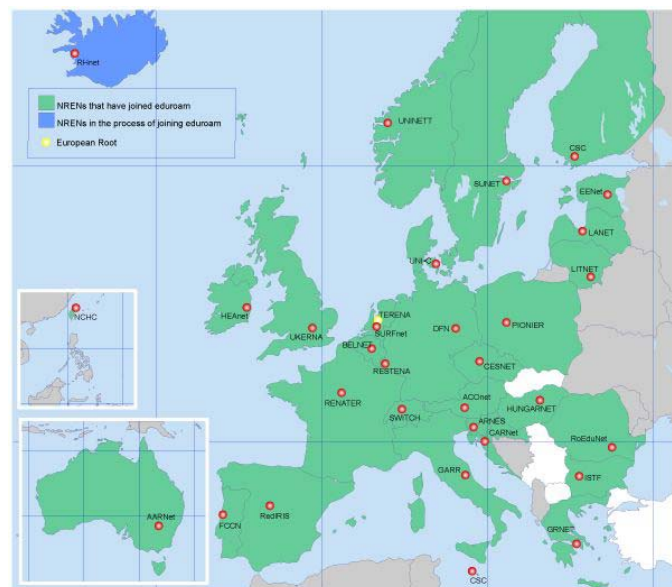 RHnet
NRENs that have joined eduroam
NRENs in the process of joining eduroam
European Root
UNINETT
CSC
SUNET
EENet
LANET
LITNET
UNI•C
NCHC
HEAnet
UKERNA
TERENA
SURFnet
DFN
PIONIER
BELNET
RESTENA
CESNET
RENATER
SWITCH
ACOnet
HUNGARNET
ARNES
CARNet
RoEduNet
GARR
ISTF
AARNet
FCCN
RedIRIS
GRNET
CSC